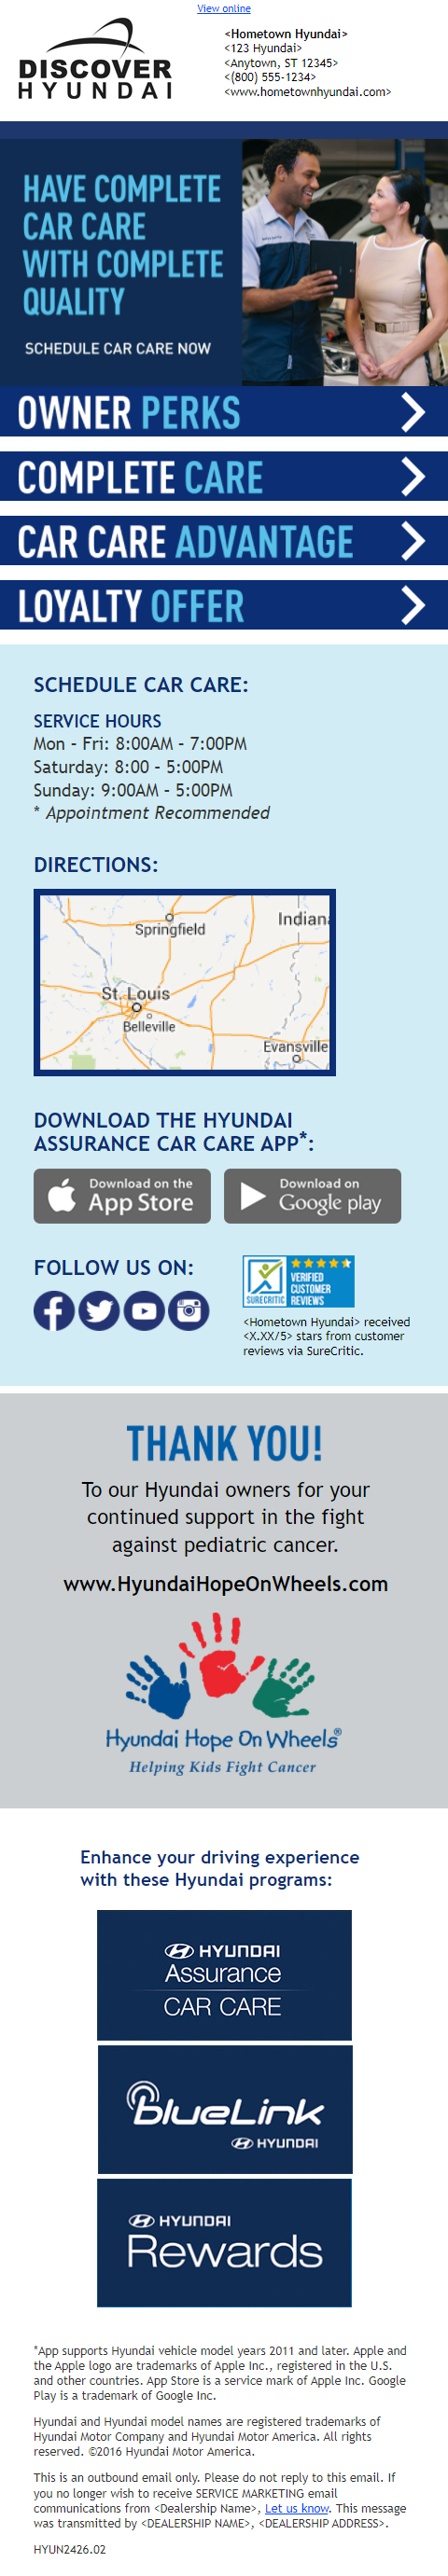 View online
DISCOVER
HYUNDAI
<Hometown Hyundai>
<123 Hyundai>
<Anytown, ST 12345>
<(800) 555-1234>
<www.hometownhyundai.com>
HAVE COMPLETE
CAR CARE
WITH COMPLETE
QUALITY
SCHEDULE CAR CARE NOW
OWNER PERKS
COMPLETE CARE
CAR CARE ADVANTAGE
LOYALTY OFFER
SCHEDULE CAR CARE:
SERVICE HOURS
Mon - Fri: 8:00AM - 7:00PM
Saturday: 8:00 - 5:00PM
Sunday: 9:00AM - 5:00PM
* Appointment Recommended
DIRECTIONS:
Springfield
Indiana
St. Louis
Belleville
Evansville
DOWNLOAD THE HYUNDAI
ASSURANCE CAR CARE APP*:
Download on the
App Store
Download on
Google play
FOLLOW US ON:
SURECRITIC
VERIFIED
CUSTOMER
REVIEWS
<Hometown Hyundai> received
<X.XX/5> stars from customer
reviews via SureCritic.
THANK YOU!
To our Hyundai owners for your
continued support in the fight
against pediatric cancer.
www.HyundaiHopeOnWheels.com
Hyundai Hope On Wheels®
Helping Kids Fight Cancer
Enhance your driving experience
with these Hyundai programs:
HYUNDAI
Assurance
CAR CARE
BlueLink
HYUNDAI
HYUNDAI
Rewards
*App supports Hyundai vehicle model years 2011 and later. Apple and
the Apple logo are trademarks of Apple Inc., registered in the U.S.
and other countries. App Store is a service mark of Apple Inc. Google
Play is a trademark of Google Inc.
Hyundai and Hyundai model names are registered trademarks of
Hyundai Motor Company and Hyundai Motor America. All rights
reserved. ©2016 Hyundai Motor America.
This is an outbound email only. Please do not reply to this email. If
you no longer wish to receive SERVICE MARKETING email
communications from <Dealership Name>, Let us know. This message
was transmitted by <DEALERSHIP NAME>, <DEALERSHIP ADDRESS>.
HYUN2426.02